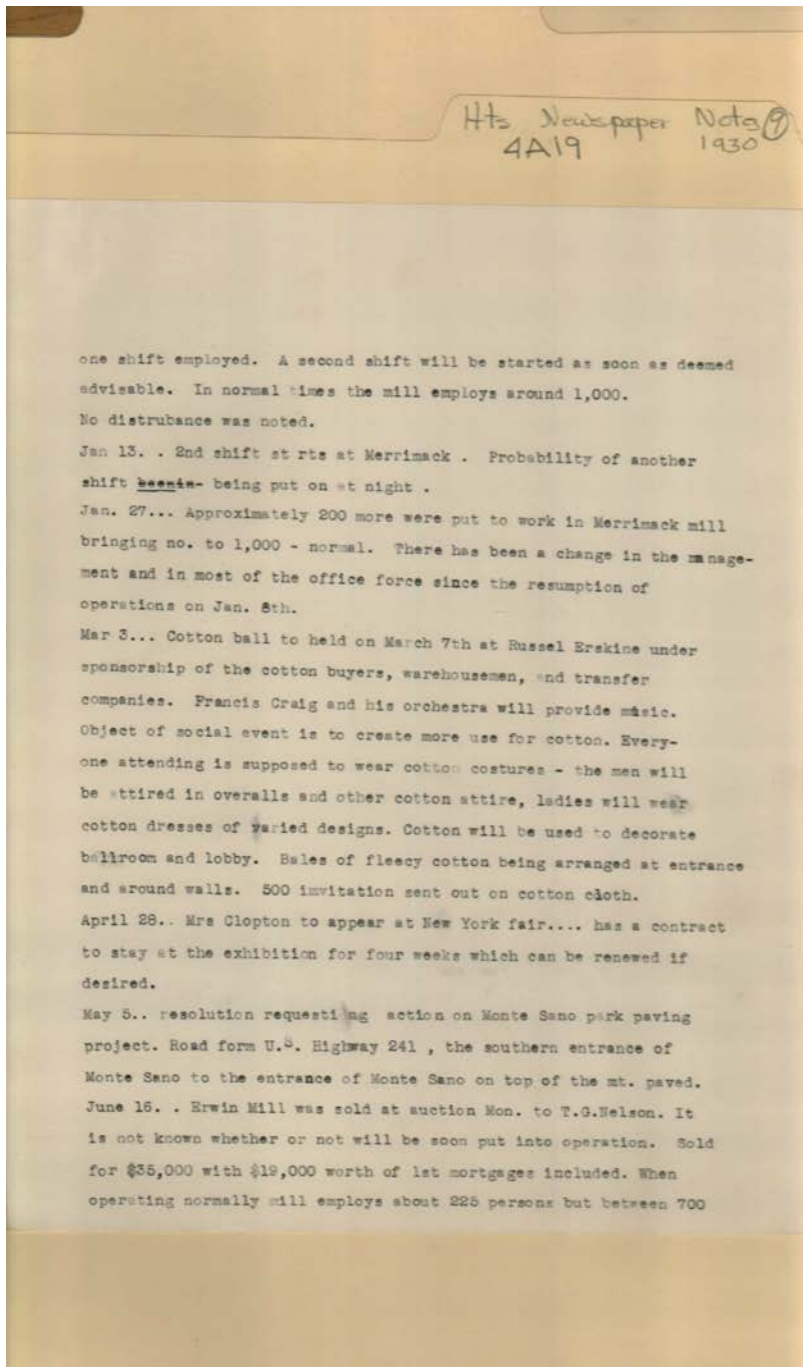 Hts Newspaper Notes 9
4A19 1930
one shift employed.  A second shift will be started as soon as deemed
advisable.  In normal times the mill employs around 1,000.
No distrubance was noted.
Jan 13. . 2nd shift st rts at Merrimack .  Probability of another
shift being put on at night .
Jan. 27... Approximately 200 more were put to work in Merrimack mill
bringing no. to 1,000 - normal.  There has been a change in the manage-
ment and in most of the office force since the resumption of
operations on Jan. 8th.
Mar 3... Cotton ball to held on March 7th at Russel Erskine under
sponsorship of the cotton buyers, warehousemen, and transfer
companies.  Francis Craig and his orchestra will provide music.
Object of social event is to create more use for cotton. Every-
one attending is supposed to wear cotton costures - the men will
be attired in overalls and other cotton attire, ladies will wear
cotton dresses of varied designs. Cotton will be used to decorate
ballroom and lobby.  Bales of fleecy cotton being arranged at entrance
and around walls.  500 invitation sent out on cotton cloth.
April 28.. Mrs Clopton to appear at New York fair.... has a contract
to stay at the exhibition for four weeks which can be renewed if
desired.
May 5.. resolution requesting  action on Monte Sano park paving
project. Road form U.S. Highway 241 , the southern entrance of
Monte Sano to the entrance of Monte Sano on top of the mt. paved.
June 16. . Erwin Mill was sold at auction Mon. to T.G.Nelson. It
is not known whether or not will be soon put into operation.  Sold
for $35,000 with $19,000 worth of 1st mortgages included. When
operating normally mill employs about 225 persons but between 700